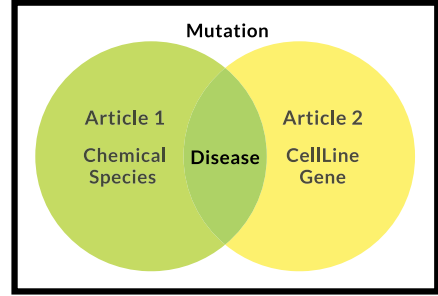 Mutation
Article 1
Chemical
Species
Disease
Article 2
CellLine
Gene